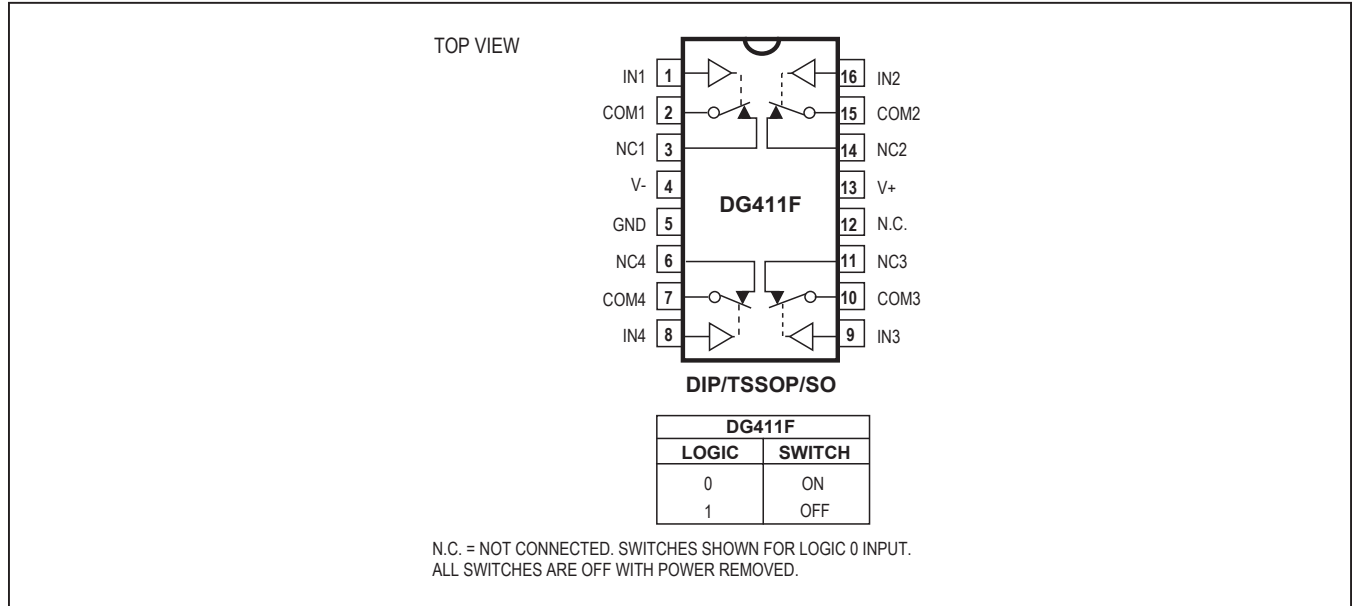 TOP VIEW
IN1 1 16 IN2
COM1 2 15 COM2
NC1 3 14 NC2
V- 4 13 V+
DG411F
GND 5 12 N.C.
NC4 6 11 NC3
COM4 7 10 COM3
IN4 8 9 IN3
DIP/TSSOP/SO
DG411F
LOGIC SWITCH
0 ON
1 OFF
N.C. = NOT CONNECTED. SWITCHES SHOWN FOR LOGIC 0 INPUT.
ALL SWITCHES ARE OFF WITH POWER REMOVED.